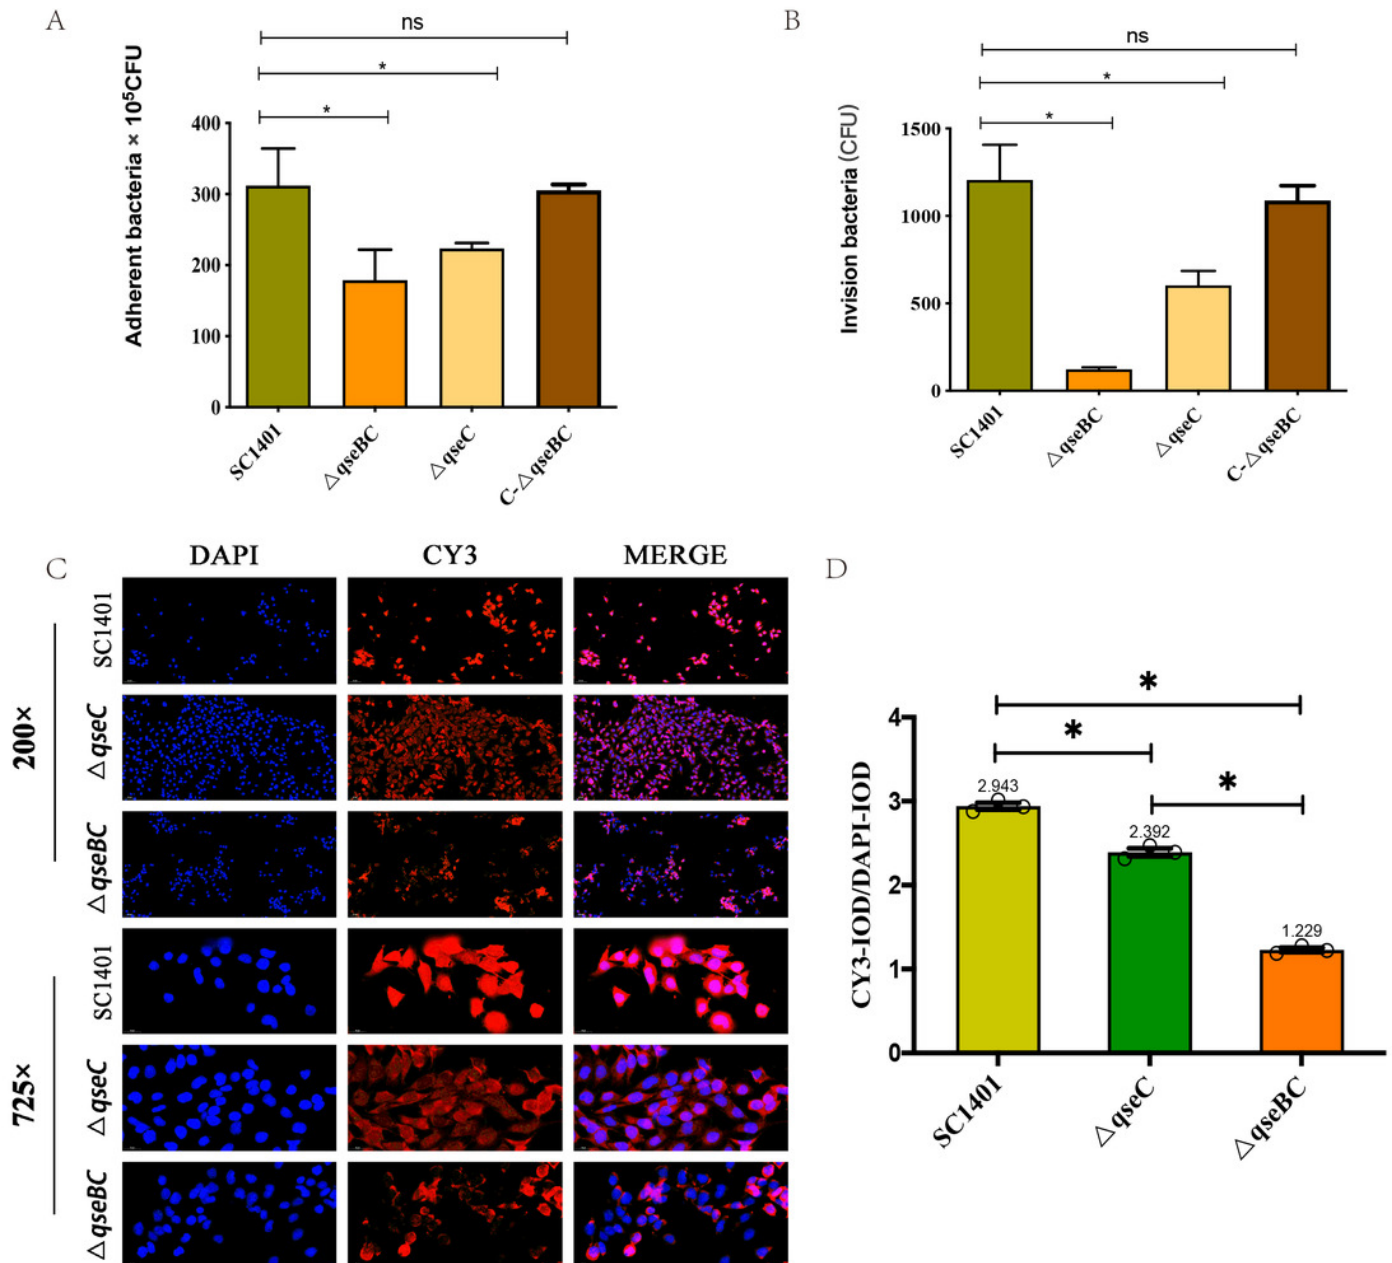 A
ns
*
*
Adherent bacteria × 10⁵CFU
400
300
200
100
0
SC1401
△qseBC
△qseC
C-△qseBC
B
ns
*
*
Invision bacteria (CFU)
1500
1000
500
0
SC1401
△qseBC
△qseC
C-△qseBC
C
DAPI CY3 MERGE
200×
SC1401
△qseC
△qseBC
725×
SC1401
△qseC
△qseBC
D
*
*
*
CY3-IOD/DAPI-IOD
4
3
2
1
0
2.943
2.392
1.229
SC1401
△qseC
△qseBC